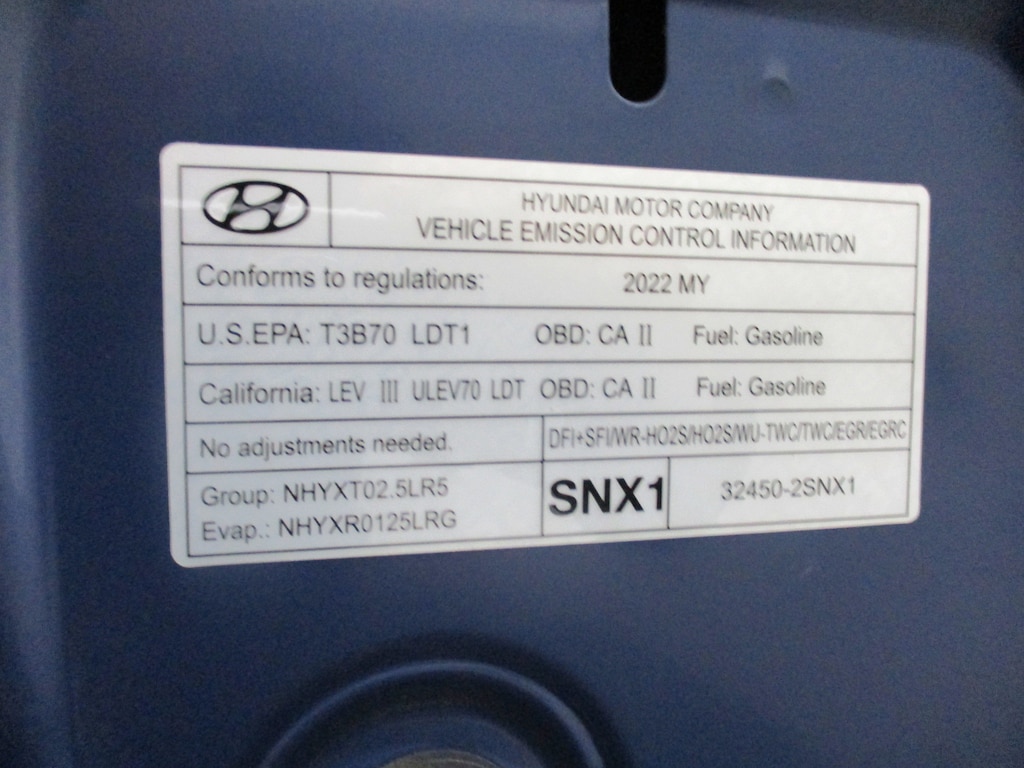 HYUNDAI MOTOR COMPANY
VEHICLE EMISSION CONTROL INFORMATION
Conforms to regulations: 2022 MY
U.S.EPA: T3B70 LDT1 OBD: CA II Fuel: Gasoline
California: LEV III ULEV70 LDT OBD: CA II Fuel: Gasoline
No adjustments needed. DFI+SFI/WR-HO2S/HO2S/WU-TWC/TWC/EGR/EGRC
Group: NHYXT02.5LR5
Evap.: NHYXR0125LRG
SNX1 32450-2SNX1